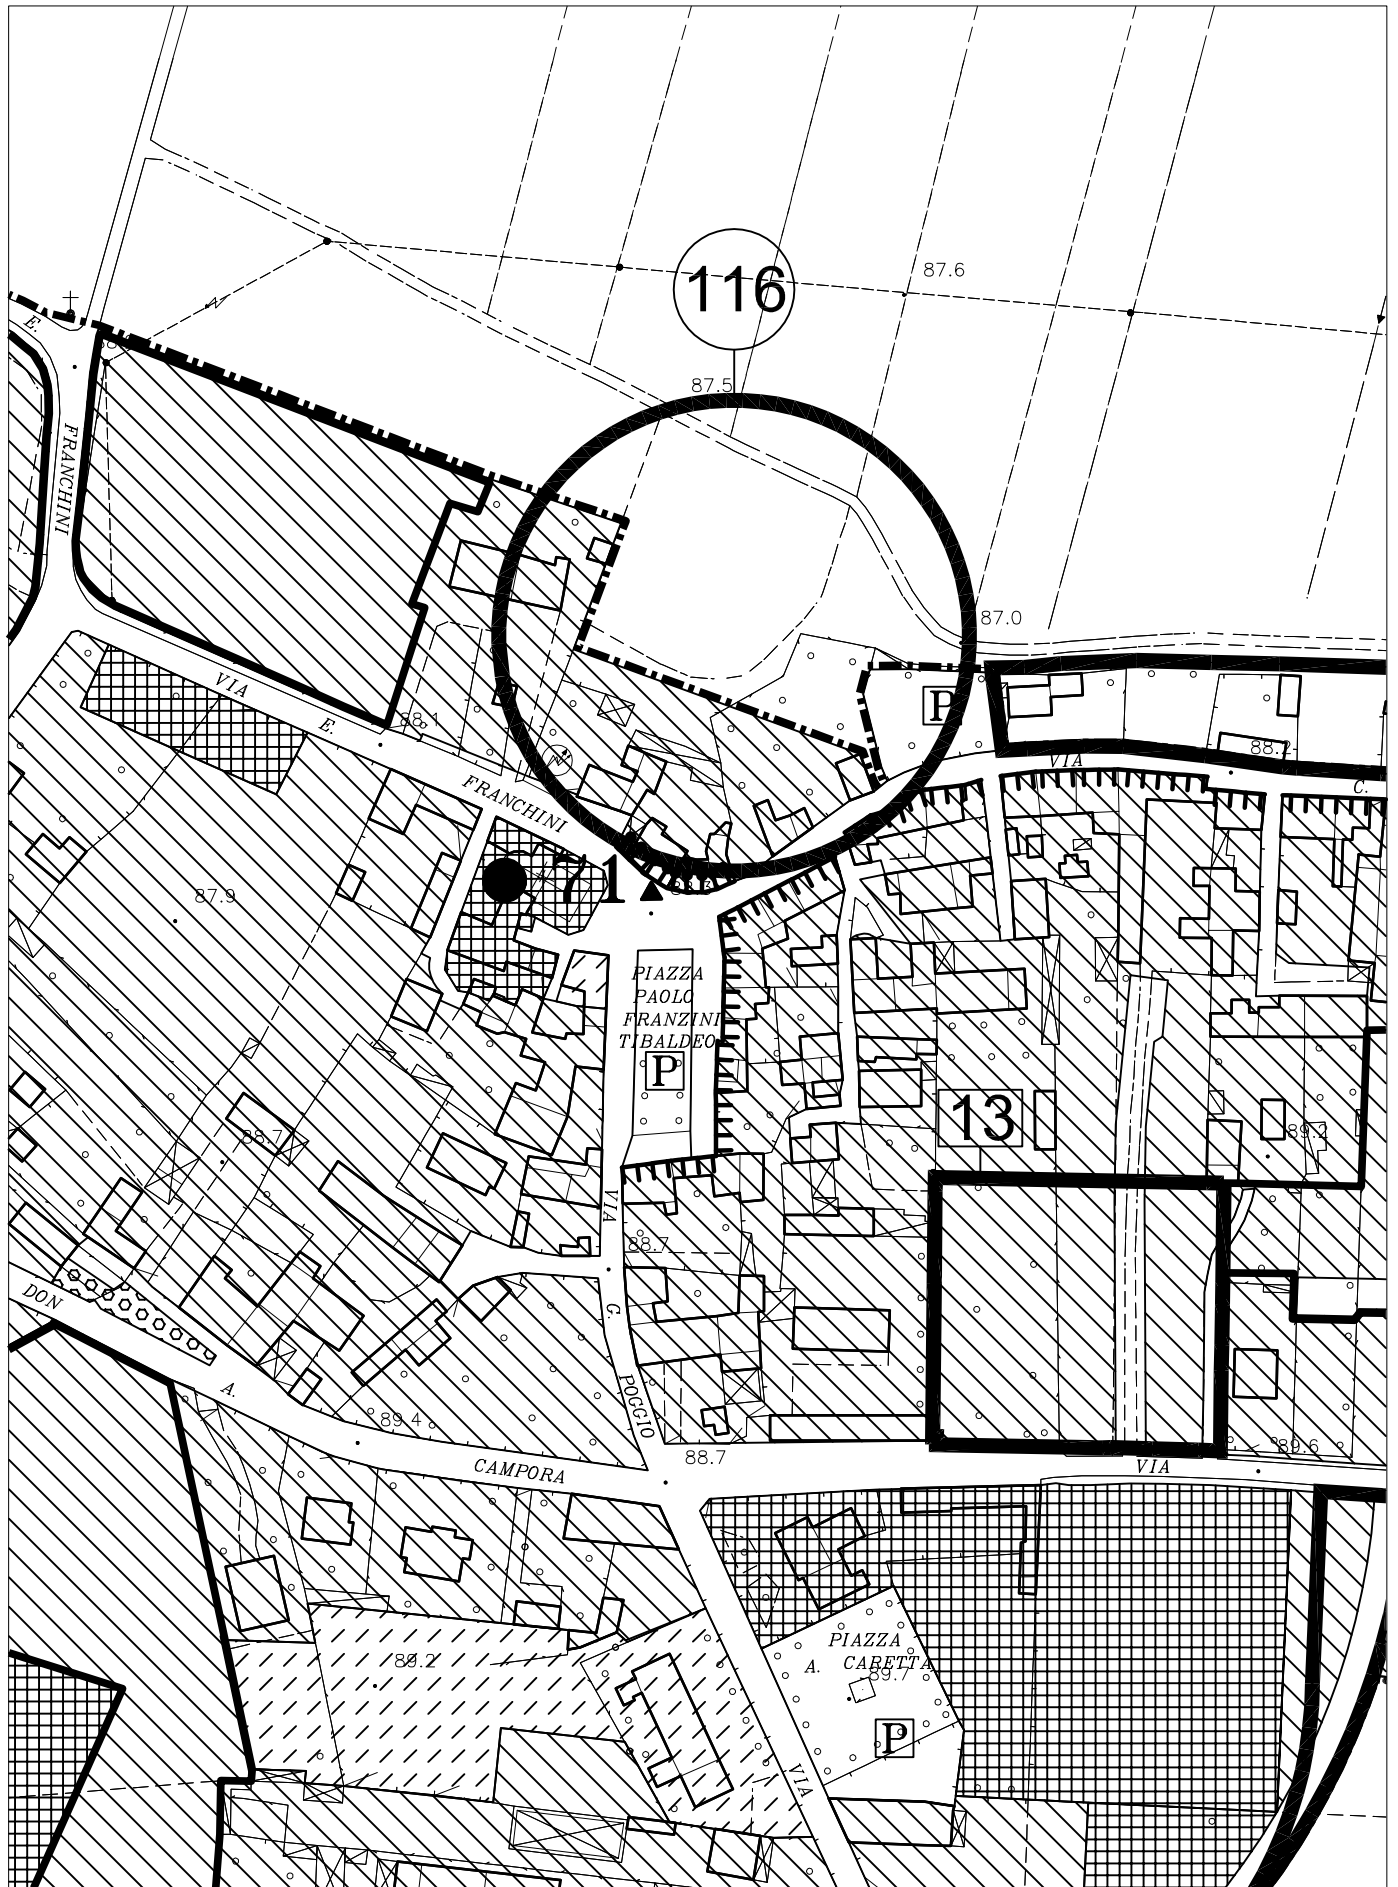 87.6
116
87.5
E.
FRANCHINI
87.0
VIA
E.
88.1
P
88.2
VIA
C.
FRANCHINI
71
87.9
PIAZZA
PAOLO
FRANZINI
TIBALDEO
P
13
88.7
89.2
VIA
88.7
G.
DON
A.
POGGIO
89.4
CAMPORA
88.7
89.6
VIA
PIAZZA
A. CARETTA
89.7
89.2
P
VIA